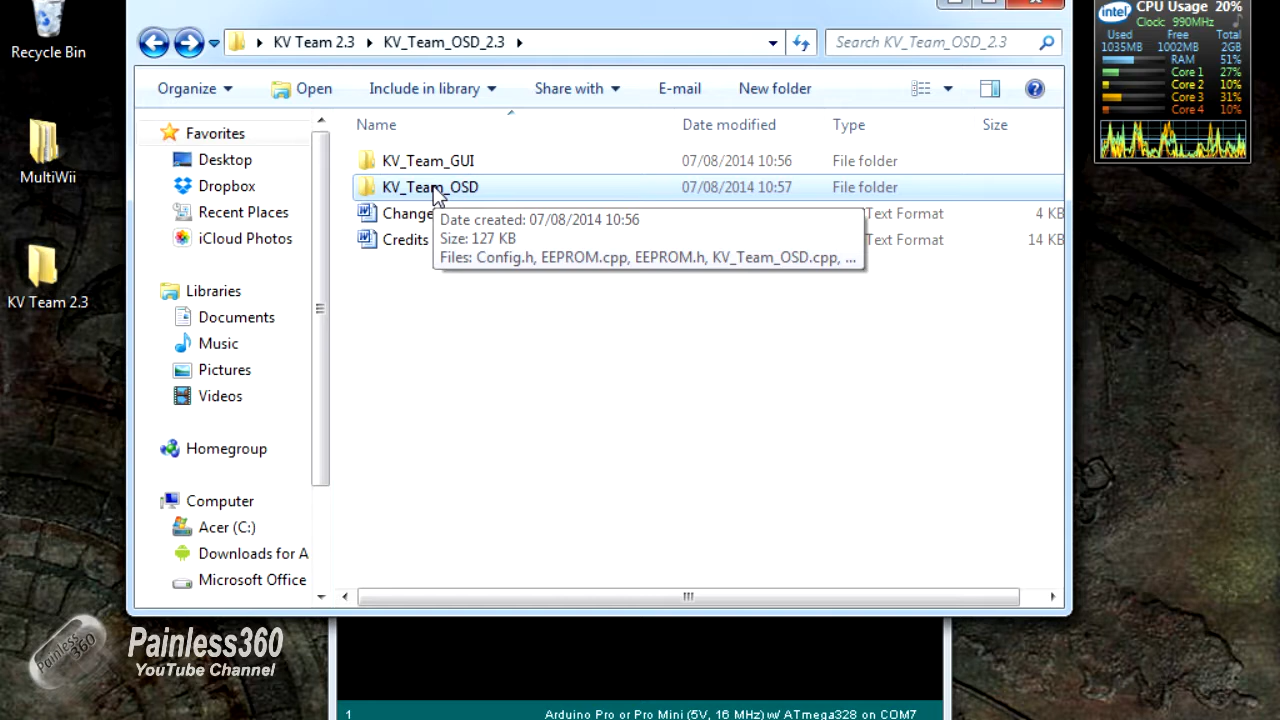 Recycle Bin
MultiWii
KV Team 2.3
KV Team 2.3
KV_Team_OSD_2.3
Search KV_Team_OSD_2.3
Organize
Open
Include in library
Share with
E-mail
New folder
Name
Date modified
Type
Size
KV_Team_GUI
07/08/2014 10:56
File folder
KV_Team_OSD
07/08/2014 10:57
File folder
Change
Text Format
4 KB
Credits
Text Format
14 KB
Date created: 07/08/2014 10:56
Size: 127 KB
Files: Config.h, EEPROM.cpp, EEPROM.h, KV_Team_OSD.cpp, ...
Favorites
Desktop
Dropbox
Recent Places
iCloud Photos
Libraries
Documents
Music
Pictures
Videos
Homegroup
Computer
Acer (C:)
Downloads for A
Microsoft Office
intel
CPU Usage 20%
Clock: 990MHz
Used Free Total
1035MB 1002MB 2GB
RAM 51%
Core 1 27%
Core 2 10%
Core 3 31%
Core 4 10%
Painless360
Painless360
YouTube Channel
1
Arduino Pro or Pro Mini (5V, 16 MHz) w/ ATmega328 on COM7